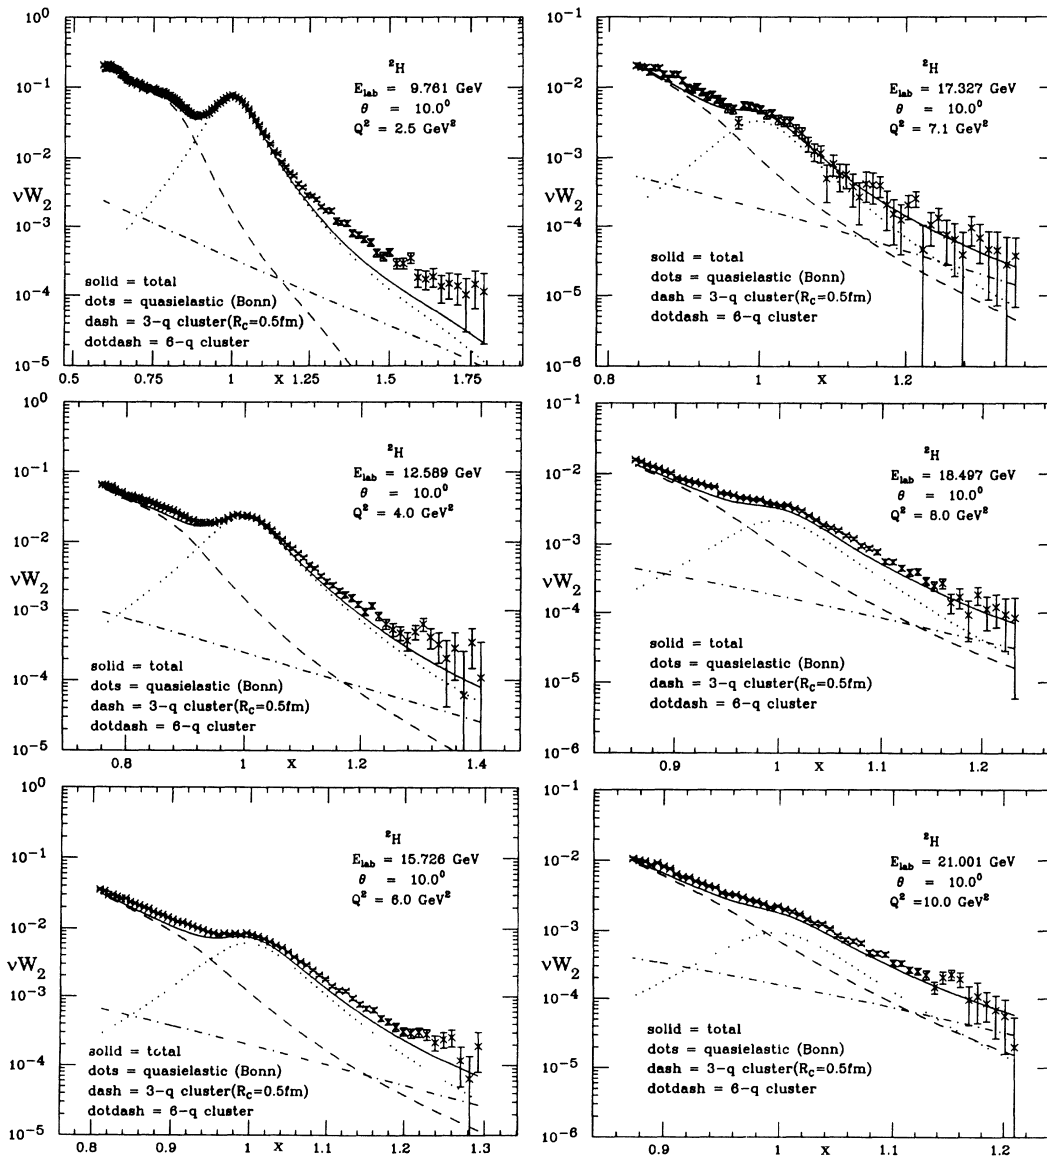 10⁰
10⁻¹
10⁻²
νW₂
10⁻³
10⁻⁴
10⁻⁵
²H
E_lab = 9.761 GeV
θ = 10.0⁰
Q² = 2.5 GeV²
solid = total
dots = quasielastic (Bonn)
dash = 3-q cluster(R_C=0.5fm)
dotdash = 6-q cluster
0.5 0.75 1 x 1.25 1.5 1.75
10⁻¹
10⁻²
10⁻³
νW₂
10⁻⁴
10⁻⁵
10⁻⁶
²H
E_lab = 17.327 GeV
θ = 10.0⁰
Q² = 7.1 GeV²
solid = total
dots = quasielastic (Bonn)
dash = 3-q cluster(R_C=0.5fm)
dotdash = 6-q cluster
0.8 1 x 1.2
10⁰
10⁻¹
10⁻²
νW₂
10⁻³
10⁻⁴
10⁻⁵
²H
E_lab = 12.589 GeV
θ = 10.0⁰
Q² = 4.0 GeV²
solid = total
dots = quasielastic (Bonn)
dash = 3-q cluster(R_C=0.5fm)
dotdash = 6-q cluster
0.8 1 x 1.2 1.4
10⁻¹
10⁻²
10⁻³
νW₂
10⁻⁴
10⁻⁵
10⁻⁶
²H
E_lab = 18.497 GeV
θ = 10.0⁰
Q² = 8.0 GeV²
solid = total
dots = quasielastic (Bonn)
dash = 3-q cluster(R_C=0.5fm)
dotdash = 6-q cluster
0.9 1 x 1.1 1.2
10⁰
10⁻¹
10⁻²
νW₂
10⁻³
10⁻⁴
10⁻⁵
²H
E_lab = 15.726 GeV
θ = 10.0⁰
Q² = 6.0 GeV²
solid = total
dots = quasielastic (Bonn)
dash = 3-q cluster(R_C=0.5fm)
dotdash = 6-q cluster
0.8 0.9 1 x 1.1 1.2 1.3
10⁻¹
10⁻²
10⁻³
νW₂
10⁻⁴
10⁻⁵
10⁻⁶
²H
E_lab = 21.001 GeV
θ = 10.0⁰
Q² =10.0 GeV²
solid = total
dots = quasielastic (Bonn)
dash = 3-q cluster(R_C=0.5fm)
dotdash = 6-q cluster
0.9 1 x 1.1 1.2